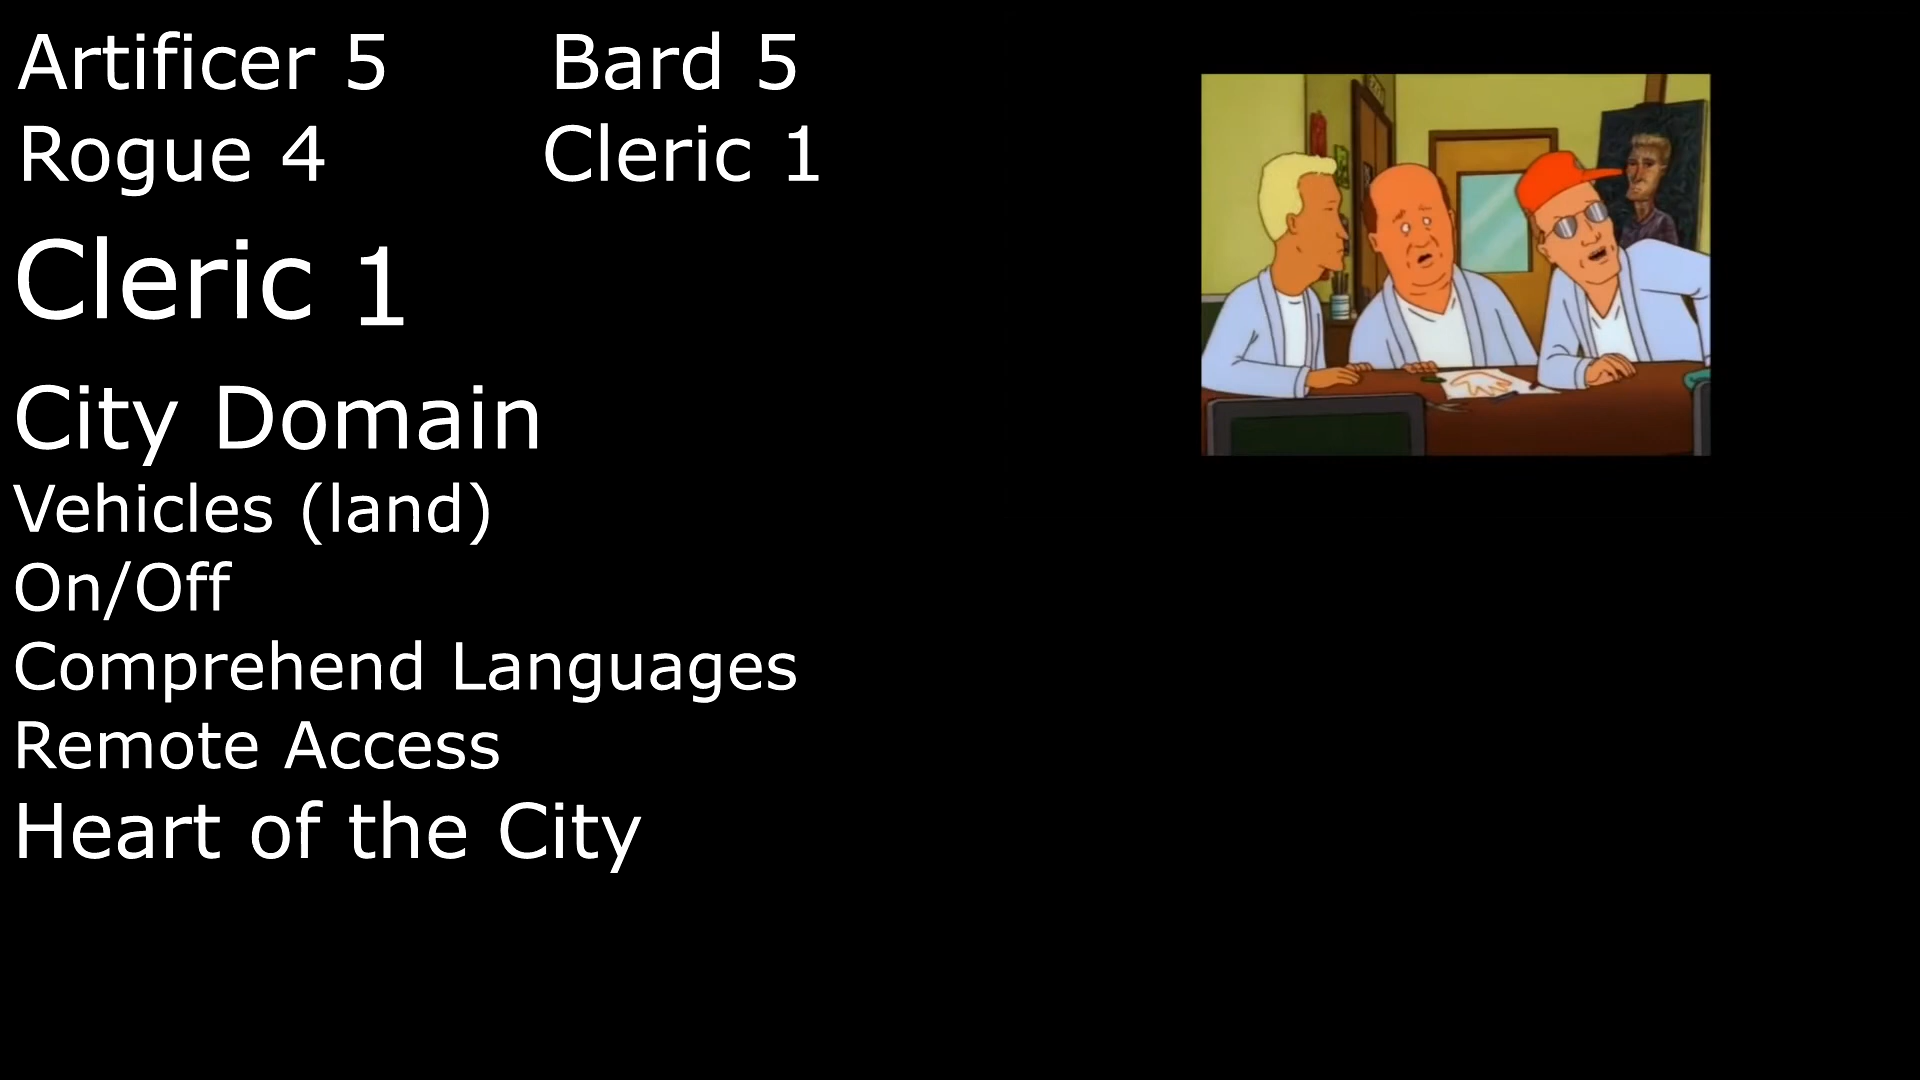 Artificer 5 Bard 5
Rogue 4 Cleric 1
Cleric 1
City Domain
Vehicles (land)
On/Off
Comprehend Languages
Remote Access
Heart of the City